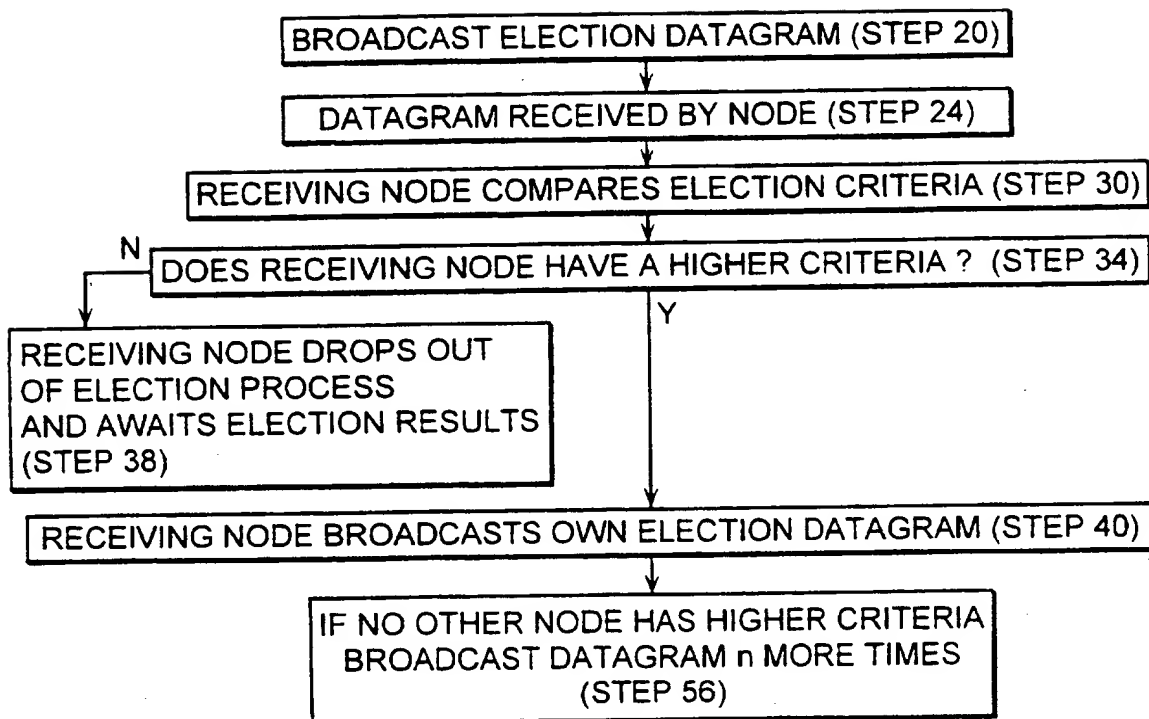 BROADCAST ELECTION DATAGRAM (STEP 20)
DATAGRAM RECEIVED BY NODE (STEP 24)
RECEIVING NODE COMPARES ELECTION CRITERIA (STEP 30)
N
DOES RECEIVING NODE HAVE A HIGHER CRITERIA ? (STEP 34)
Y
RECEIVING NODE DROPS OUT
OF ELECTION PROCESS
AND AWAITS ELECTION RESULTS
(STEP 38)
RECEIVING NODE BROADCASTS OWN ELECTION DATAGRAM (STEP 40)
IF NO OTHER NODE HAS HIGHER CRITERIA
BROADCAST DATAGRAM n MORE TIMES
(STEP 56)